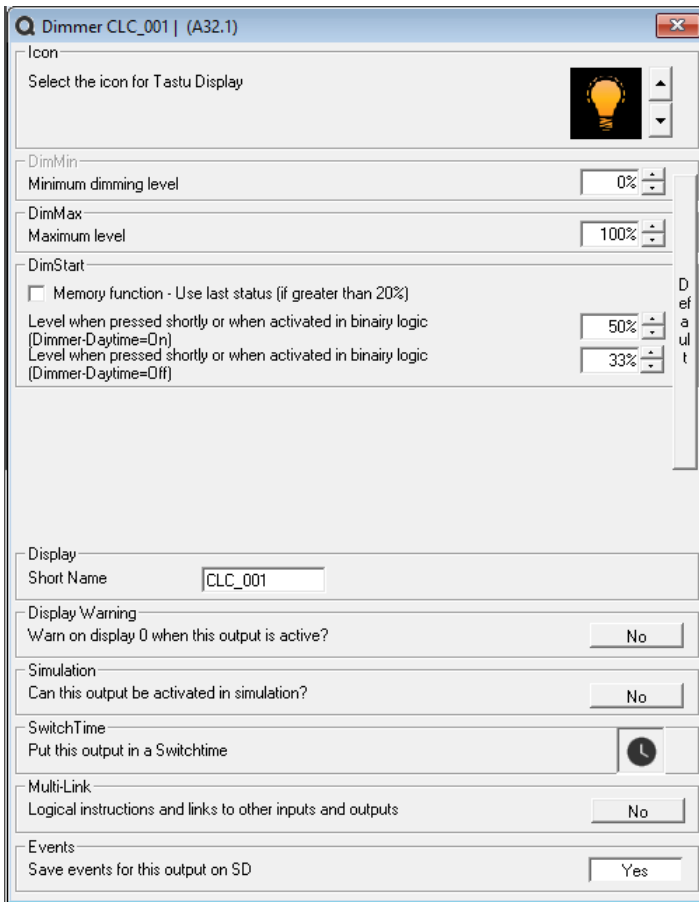 Dimmer CLC_001 | (A32.1)
Icon
Select the icon for Tastu Display
DimMin
Minimum dimming level
0%
DimMax
Maximum level
100%
DimStart
Memory function - Use last status (if greater than 20%)
Level when pressed shortly or when activated in binairy logic
(Dimmer-Daytime=On)
50%
Level when pressed shortly or when activated in binairy logic
(Dimmer-Daytime=Off)
33%
D
ef
a
ul
t
Display
Short Name
CLC_001
Display Warning
Warn on display 0 when this output is active?
No
Simulation
Can this output be activated in simulation?
No
SwitchTime
Put this output in a Switchtime
Multi-Link
Logical instructions and links to other inputs and outputs
No
Events
Save events for this output on SD
Yes